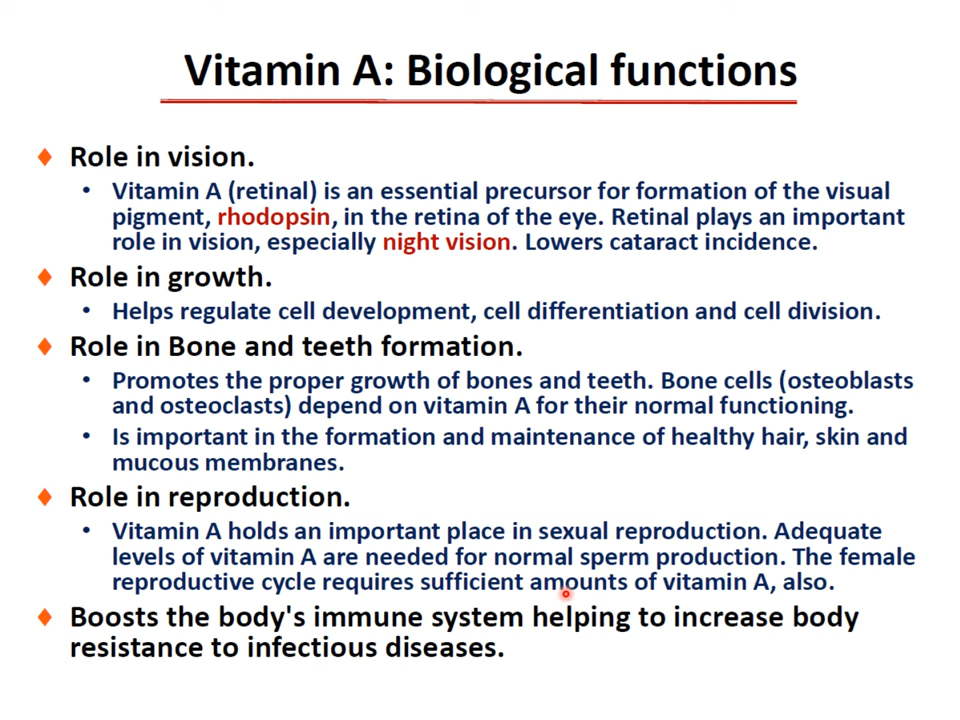 Vitamin A: Biological functions
♦ Role in vision.
• Vitamin A (retinal) is an essential precursor for formation of the visual
pigment, rhodopsin, in the retina of the eye. Retinal plays an important
role in vision, especially night vision. Lowers cataract incidence.
♦ Role in growth.
• Helps regulate cell development, cell differentiation and cell division.
♦ Role in Bone and teeth formation.
• Promotes the proper growth of bones and teeth. Bone cells (osteoblasts
and osteoclasts) depend on vitamin A for their normal functioning.
• Is important in the formation and maintenance of healthy hair, skin and
mucous membranes.
♦ Role in reproduction.
• Vitamin A holds an important place in sexual reproduction. Adequate
levels of vitamin A are needed for normal sperm production. The female
reproductive cycle requires sufficient amounts of vitamin A, also.
♦ Boosts the body's immune system helping to increase body
resistance to infectious diseases.